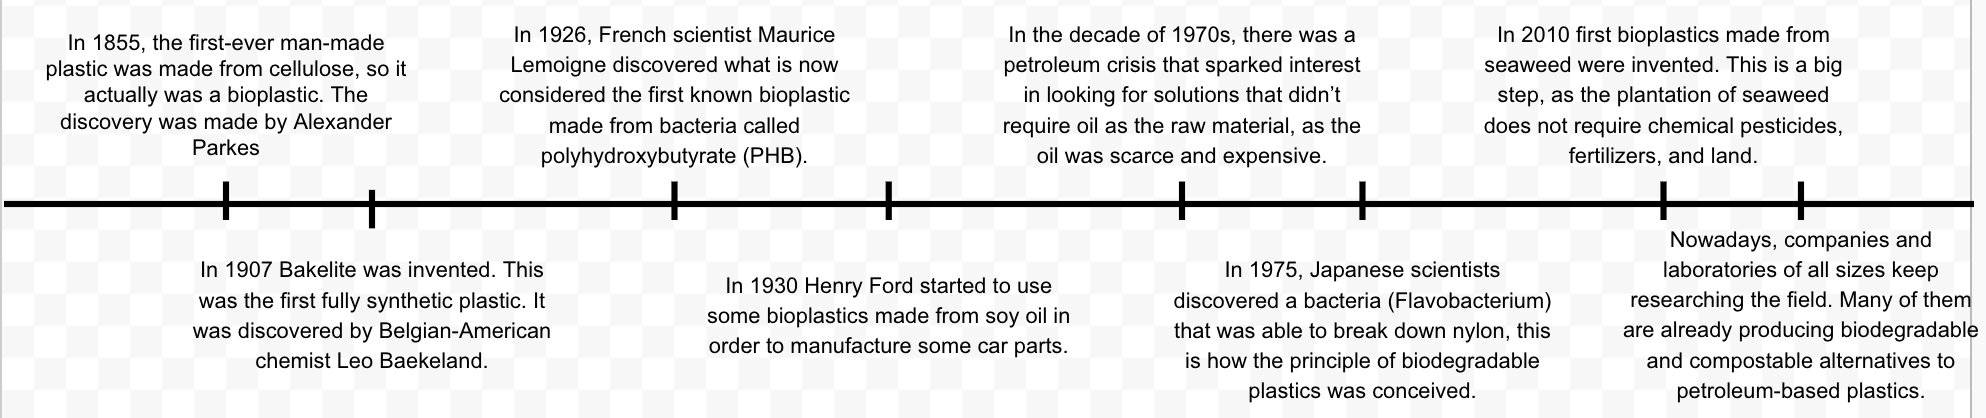 In 1855, the first-ever man-made
plastic was made from cellulose, so it
actually was a bioplastic. The
discovery was made by Alexander
Parkes
In 1907 Bakelite was invented. This
was the first fully synthetic plastic. It
was discovered by Belgian-American
chemist Leo Baekeland.
In 1926, French scientist Maurice
Lemoigne discovered what is now
considered the first known bioplastic
made from bacteria called
polyhydroxybutyrate (PHB).
In 1930 Henry Ford started to use
some bioplastics made from soy oil in
order to manufacture some car parts.
In the decade of 1970s, there was a
petroleum crisis that sparked interest
in looking for solutions that didn’t
require oil as the raw material, as the
oil was scarce and expensive.
In 1975, Japanese scientists
discovered a bacteria (Flavobacterium)
that was able to break down nylon, this
is how the principle of biodegradable
plastics was conceived.
In 2010 first bioplastics made from
seaweed were invented. This is a big
step, as the plantation of seaweed
does not require chemical pesticides,
fertilizers, and land.
Nowadays, companies and
laboratories of all sizes keep
researching the field. Many of them
are already producing biodegradable
and compostable alternatives to
petroleum-based plastics.